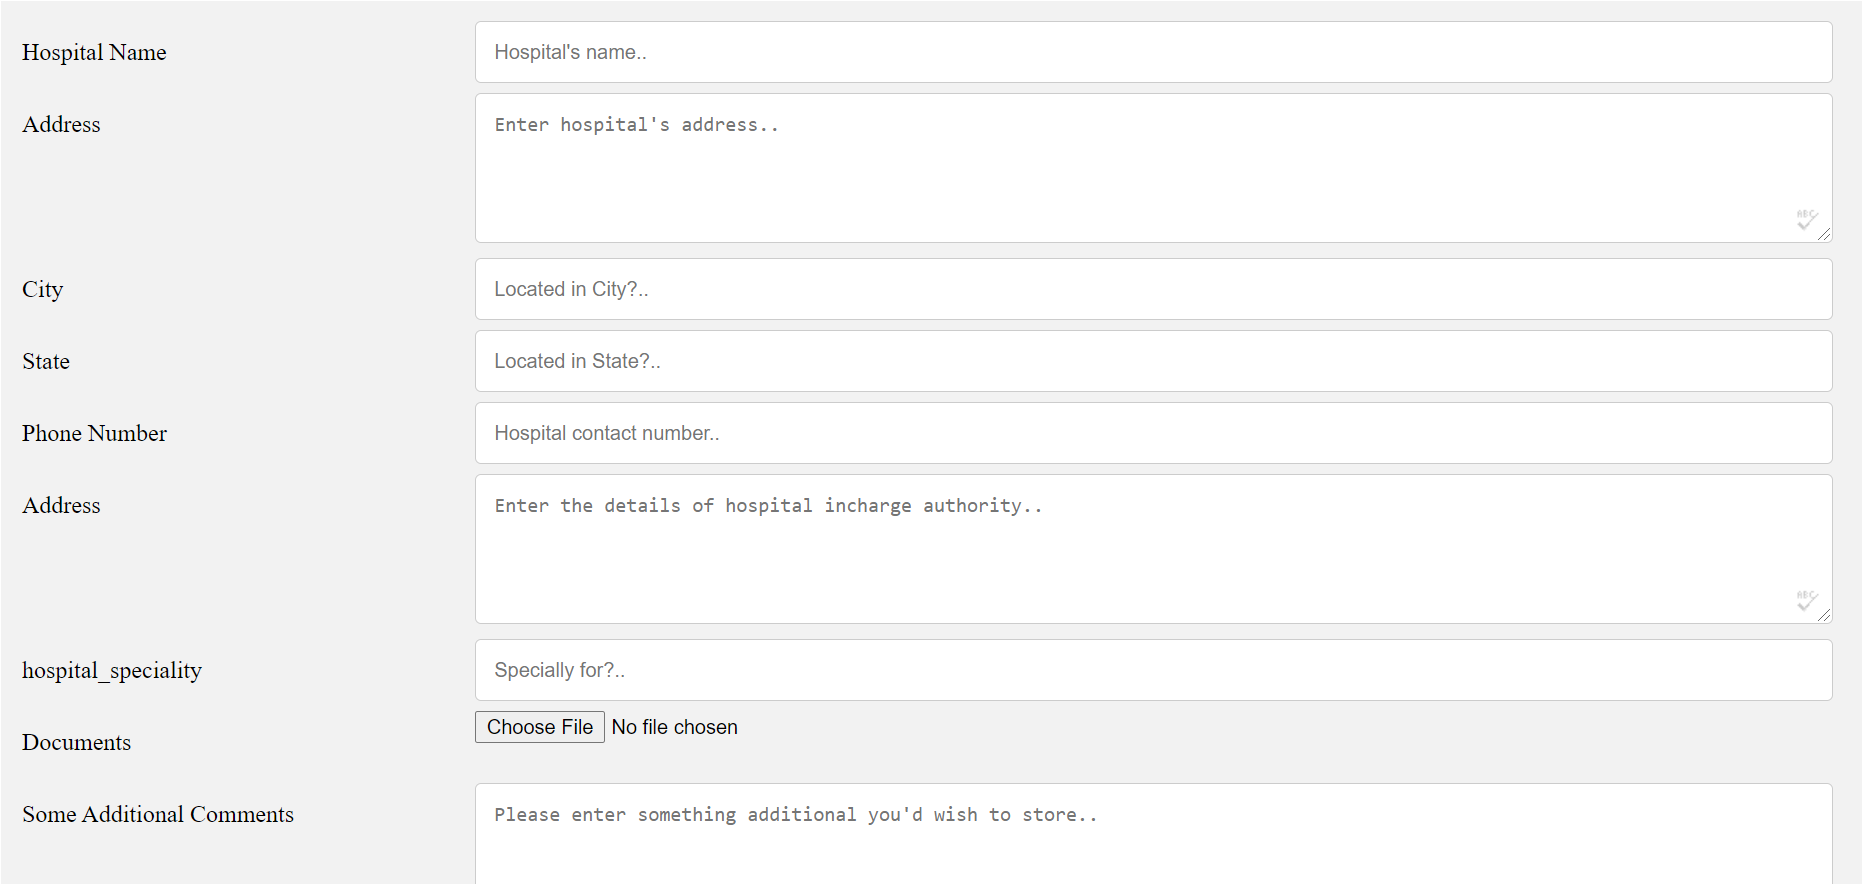 Hospital Name
Hospital's name..
Address
Enter hospital's address..
ABC
City
Located in City?..
State
Located in State?..
Phone Number
Hospital contact number..
Address
Enter the details of hospital incharge authority..
ABC
hospital_speciality
Specially for?..
Documents
Choose File No file chosen
Some Additional Comments
Please enter something additional you'd wish to store..